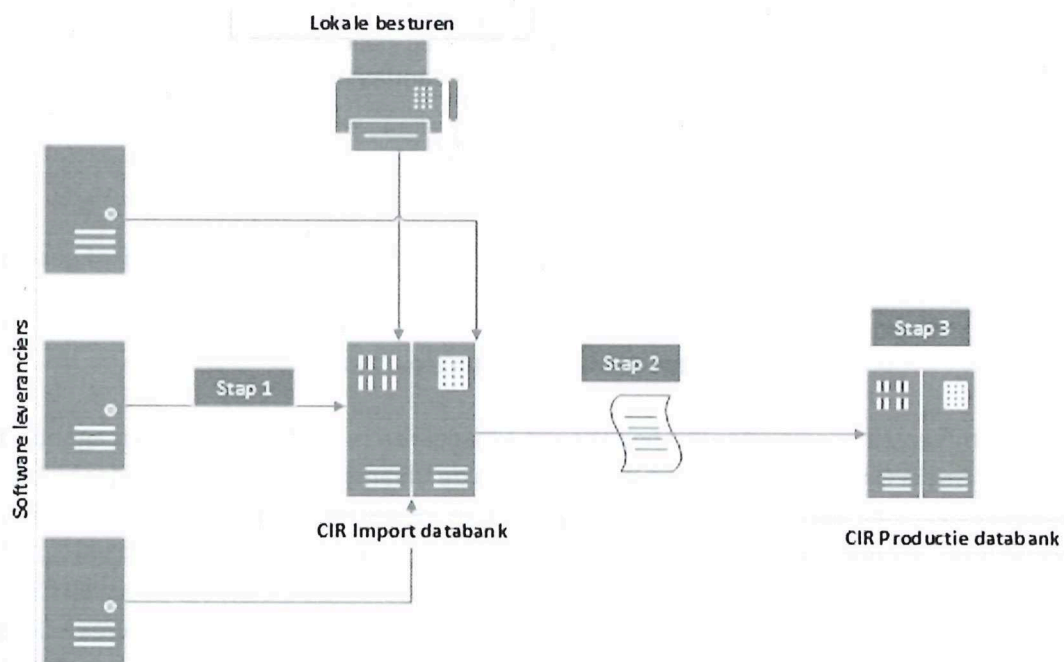 Lokale besturen
Software leveranciers
Stap 1
Stap 2
Stap 3
CIR Import databank
CIR Productie databank